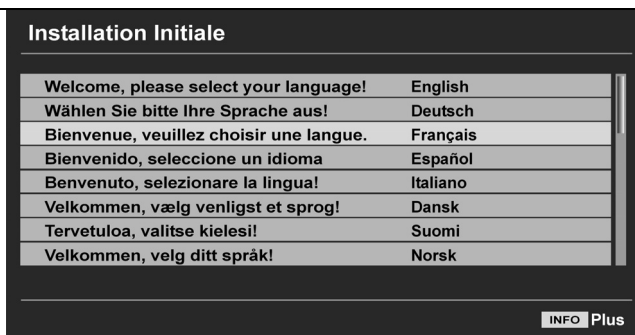 Installation Initiale
Welcome, please select your language! English
Wählen Sie bitte Ihre Sprache aus! Deutsch
Bienvenue, veuillez choisir une langue. Français
Bienvenido, seleccione un idioma Español
Benvenuto, selezionare la lingua! Italiano
Velkommen, vælg venligst et sprog! Dansk
Tervetuloa, valitse kielesi! Suomi
Velkommen, velg ditt språk! Norsk
INFO Plus